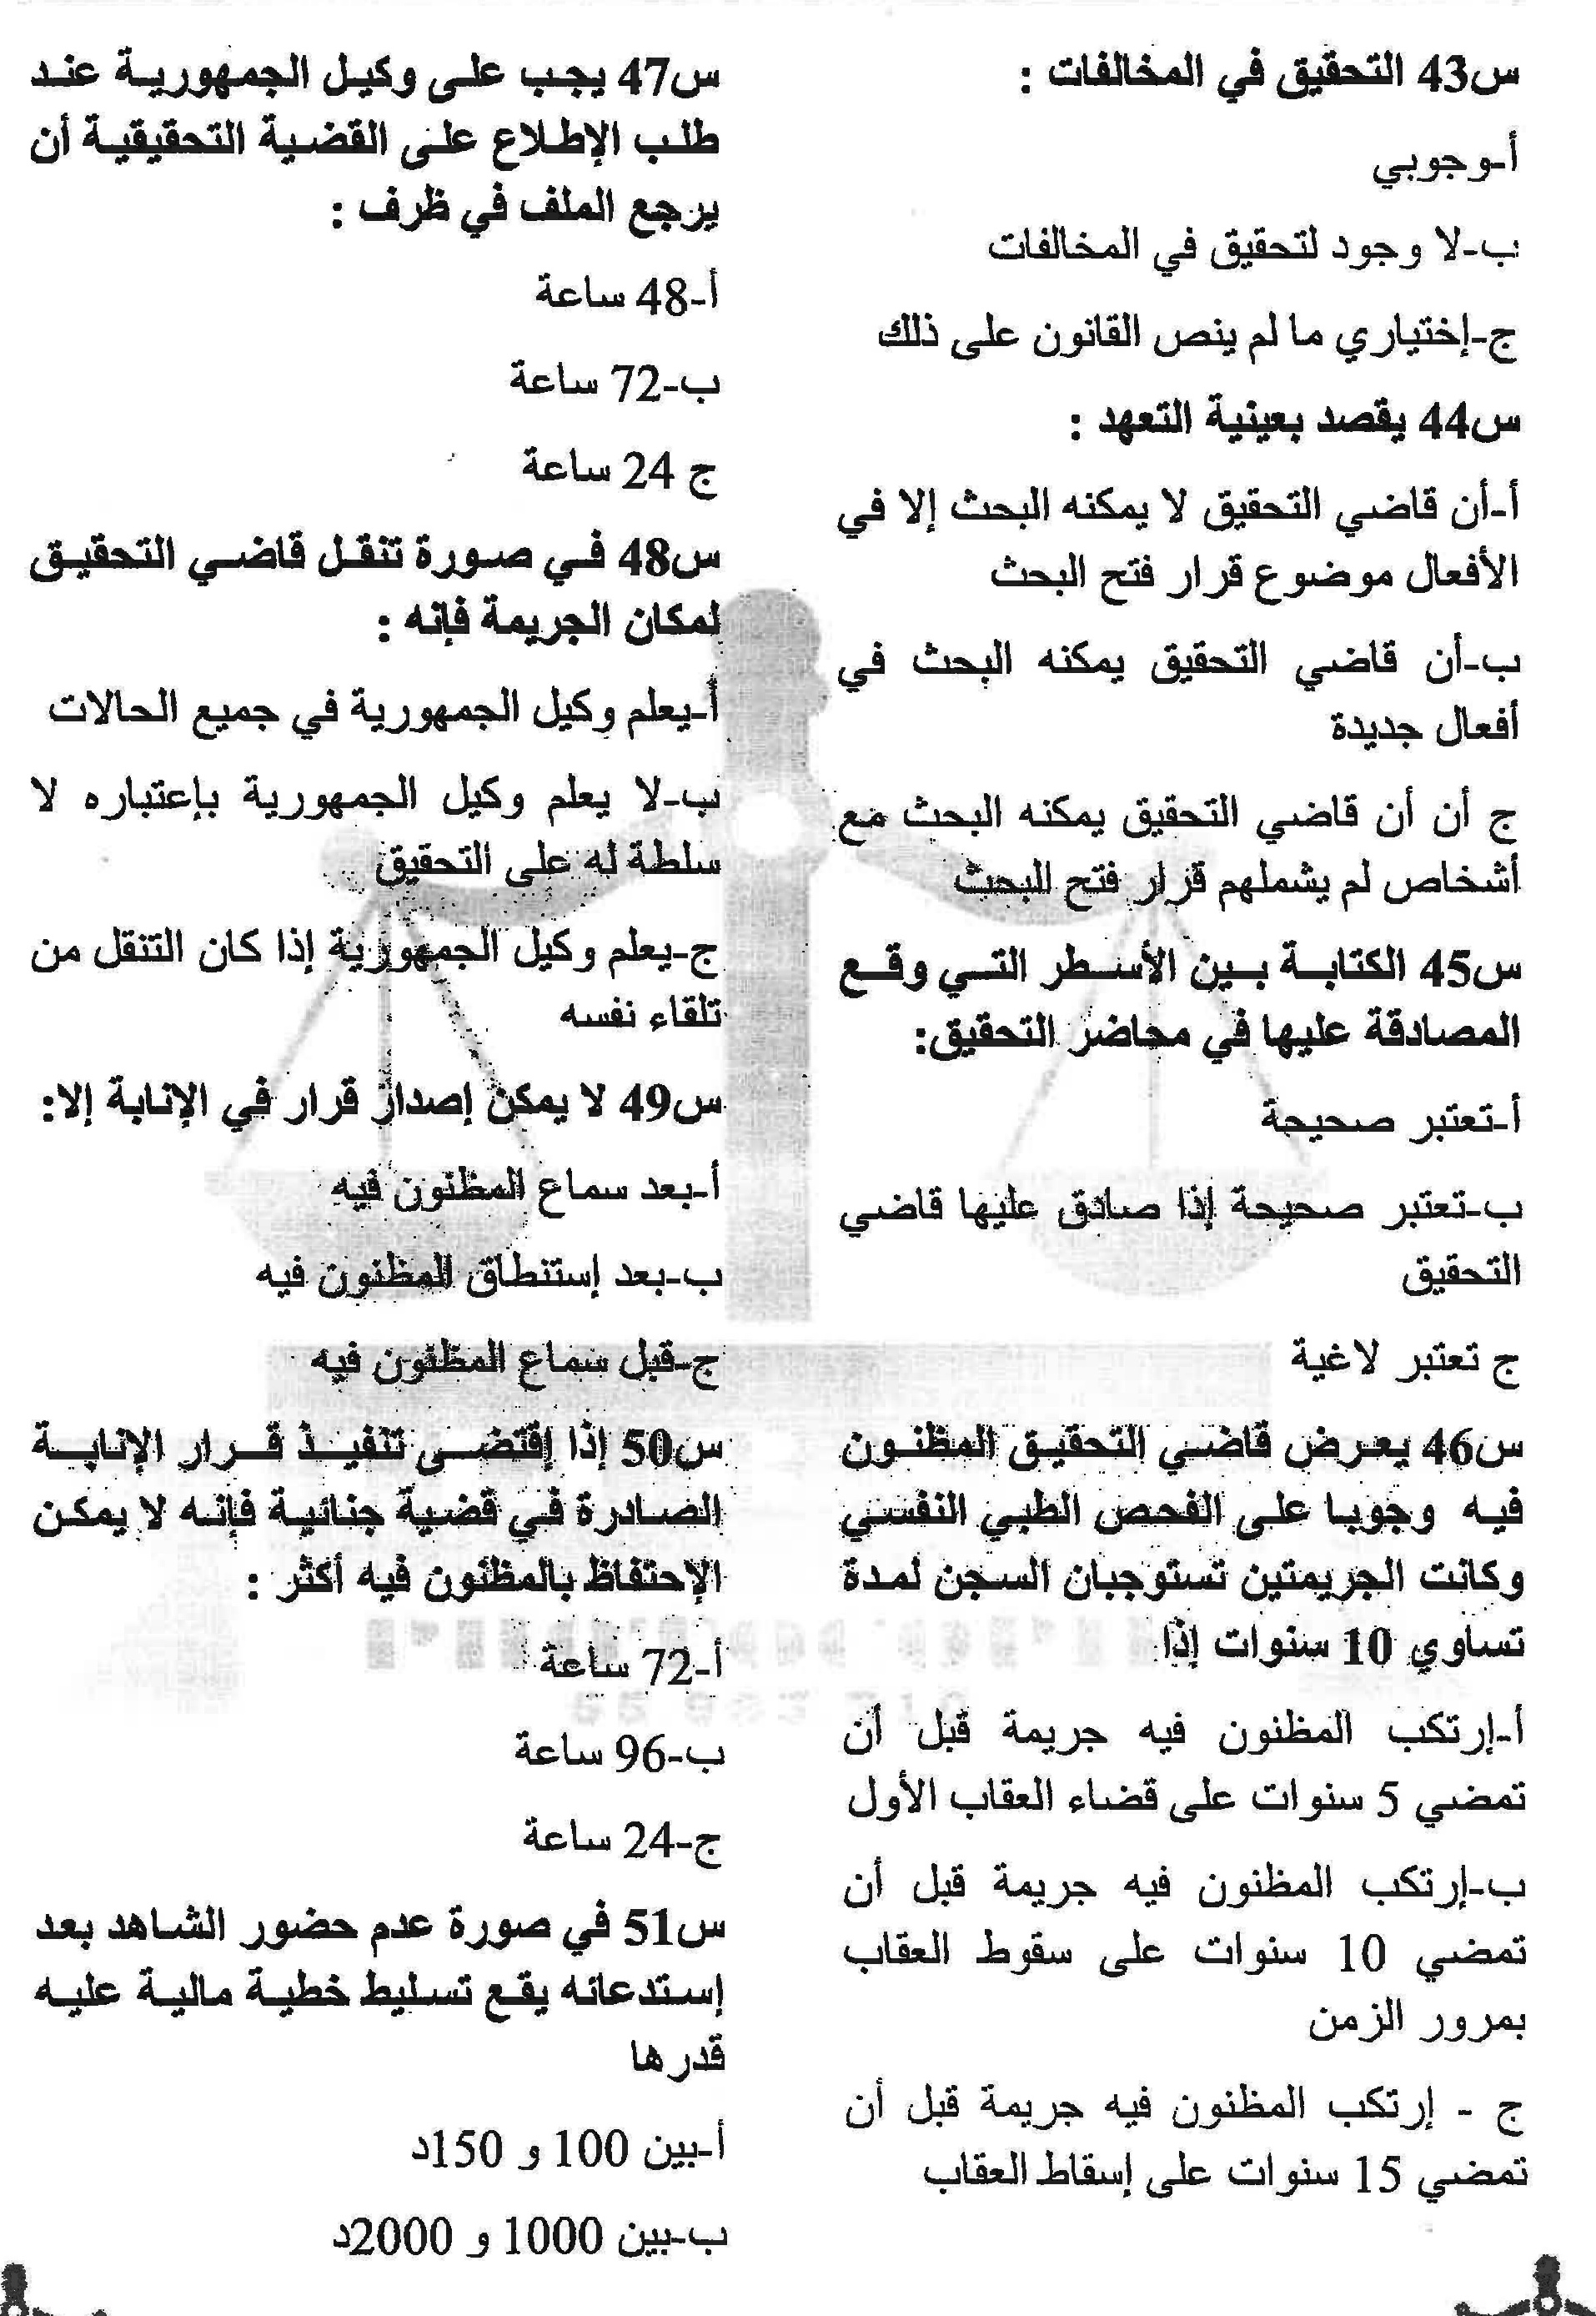 س43 التحقيق في المخالفات :
أ-وجوبي
ب-لا وجود لتحقيق في المخالفات
ج-إختياري ما لم ينص القانون على ذلك
س44 يقصد بعينية التعهد :
أ-أن قاضي التحقيق لا يمكنه البحث إلا في
الأفعال موضوع قرار فتح البحث
ب-أن قاضي التحقيق يمكنه البحث في
أفعال جديدة
ج أن أن قاضي التحقيق يمكنه البحث مع
أشخاص لم يشملهم قرار فتح البحث
س45 الكتابة بين الأسطر التي وقع
المصادقة عليها في محاضر التحقيق:
أ-تعتبر صحيحة
ب-تعتبر صحيحة إذا صادق عليها قاضي
التحقيق
ج تعتبر لاغية
س46 يعرض قاضي التحقيق المظنون
فيه وجوبا على الفحص الطبي النفسي
وكانت الجريمتين تستوجبان السجن لمدة
تساوي 10 سنوات إذا
أ-إرتكب المظنون فيه جريمة قبل أن
تمضي 5 سنوات على قضاء العقاب الأول
ب-إرتكب المظنون فيه جريمة قبل أن
تمضي 10 سنوات على سقوط العقاب
بمرور الزمن
ج - إرتكب المظنون فيه جريمة قبل أن
تمضي 15 سنوات على إسقاط العقاب
س47 يجب على وكيل الجمهورية عند
طلب الإطلاع على القضية التحقيقية أن
يرجع الملف في ظرف :
أ-48 ساعة
ب-72 ساعة
ج 24 ساعة
س48 في صورة تنقل قاضي التحقيق
لمكان الجريمة فإنه :
أ-يعلم وكيل الجمهورية في جميع الحالات
ب-لا يعلم وكيل الجمهورية بإعتباره لا
سلطة له على التحقيق
ج-يعلم وكيل الجمهورية إذا كان التنقل من
تلقاء نفسه
س49 لا يمكن إصدار قرار في الإنابة إلا:
أ-بعد سماع المظنون فيه
ب-بعد إستنطاق المظنون فيه
ج-قبل سماع المظنون فيه
س50 إذا إقتضى تنفيذ قرار الإنابة
الصادرة في قضية جنائية فإنه لا يمكن
الإحتفاظ بالمظنون فيه أكثر :
أ-72 ساعة
ب-96 ساعة
ج-24 ساعة
س51 في صورة عدم حضور الشاهد بعد
إستدعائه يقع تسليط خطية مالية عليه
قدرها
أ-بين 100 و 150د
ب-بين 1000 و 2000د